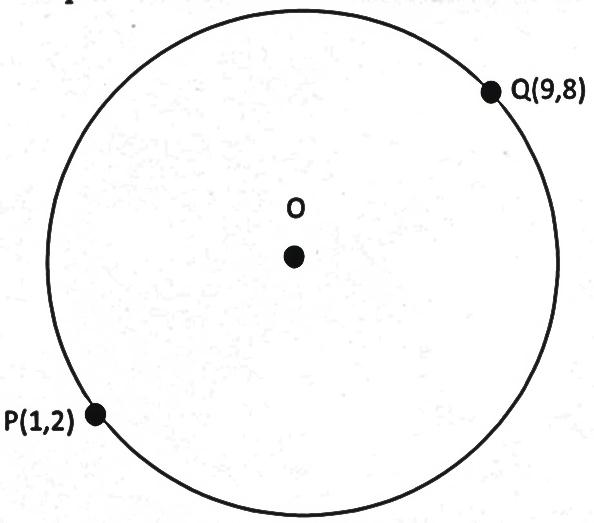 Q(9,8)
O
P(1,2)